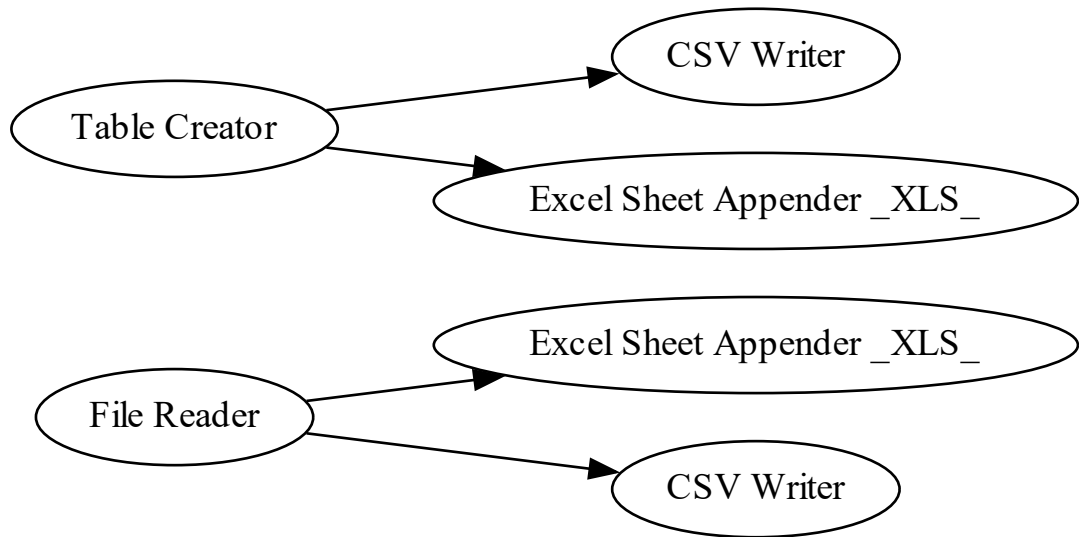 CSV Writer
Table Creator
Excel Sheet Appender _XLS_
Excel Sheet Appender _XLS_
File Reader
CSV Writer